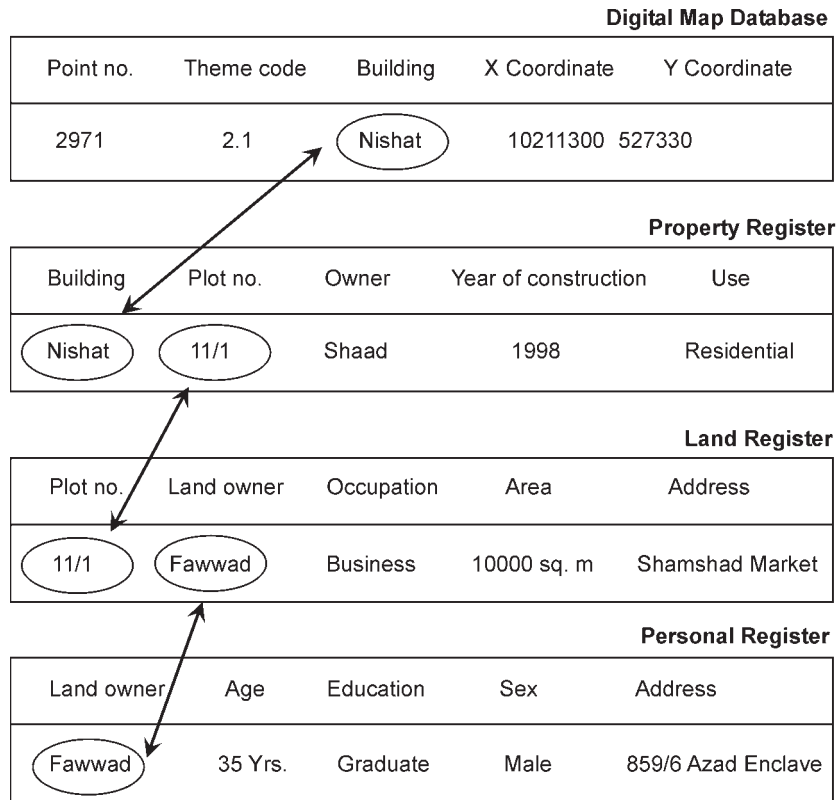 Digital Map Database
Point no. Theme code Building X Coordinate Y Coordinate
2971 2.1 Nishat 10211300 527330
Property Register
Building Plot no. Owner Year of construction Use
Nishat 11/1 Shaad 1998 Residential
Land Register
Plot no. Land owner Occupation Area Address
11/1 Fawwad Business 10000 sq. m Shamshad Market
Personal Register
Land owner Age Education Sex Address
Fawwad 35 Yrs. Graduate Male 859/6 Azad Enclave